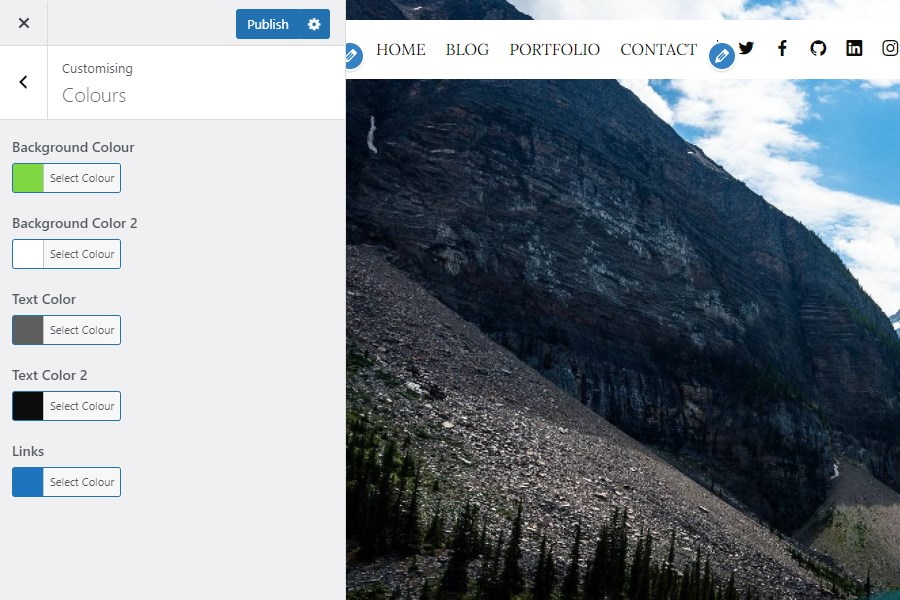 Publish
Customising
Colours
Background Colour
Select Colour
Background Color 2
Select Colour
Text Color
Select Colour
Text Color 2
Select Colour
Links
Select Colour
HOME BLOG PORTFOLIO CONTACT